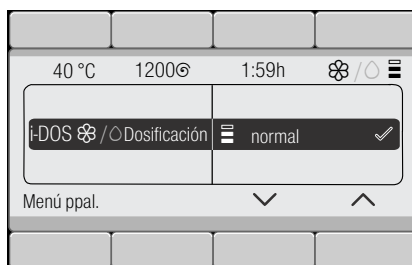 40 °C 1200 1:59h /
i-DOS / Dosificación normal
Menú ppal.